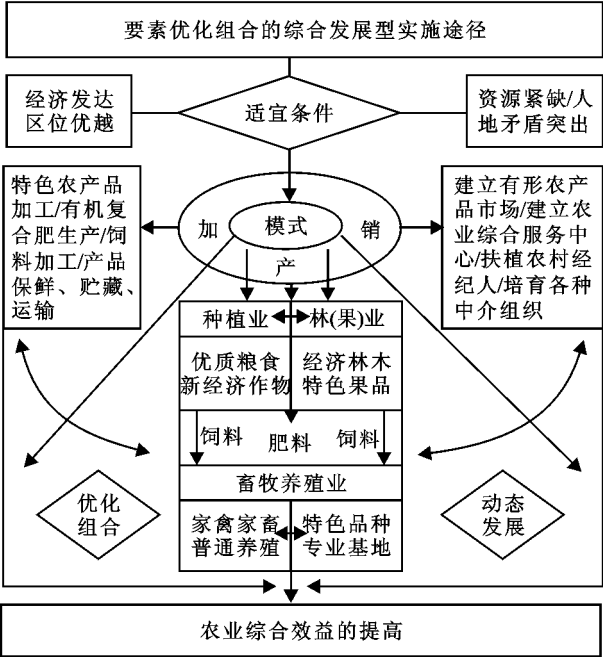 要素优化组合的综合发展型实施途径
经济发达
区位优越
适宜条件
资源紧缺/人
地矛盾突出
特色农产品
加工/有机复
合肥生产/饲
料加工/产品
保鲜、贮藏、
运输
加
模式
销
产
建立有形农产
品市场/建立农
业综合服务中
心/扶植农村经
纪人/培育各种
中介组织
种植业
林(果)业
优质粮食
新经济作物
经济林木
特色果品
饲料
肥料
饲料
畜牧养殖业
优化
组合
家禽家畜
普通养殖
特色品种
专业基地
动态
发展
农业综合效益的提高